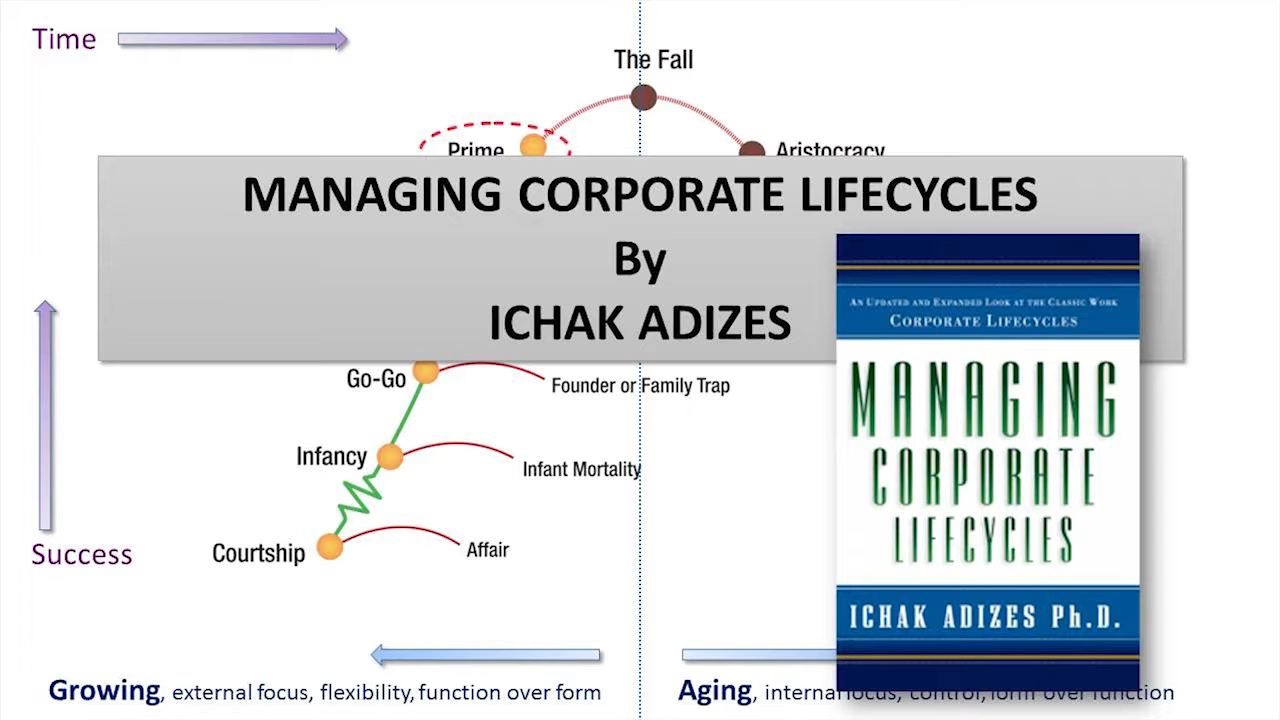 Time
The Fall
Prime
Aristocracy
MANAGING CORPORATE LIFECYCLES
By
ICHAK ADIZES
AN UPDATED AND EXPANDED LOOK AT THE CLASSIC WORK
CORPORATE LIFECYCLES
MANAGING
CORPORATE
LIFECYCLES
ICHAK ADIZES Ph.D.
Go-Go
Founder or Family Trap
Infancy
Infant Mortality
Courtship
Affair
Success
Growing, external focus, flexibility, function over form
Aging, internal focus, control, form over function